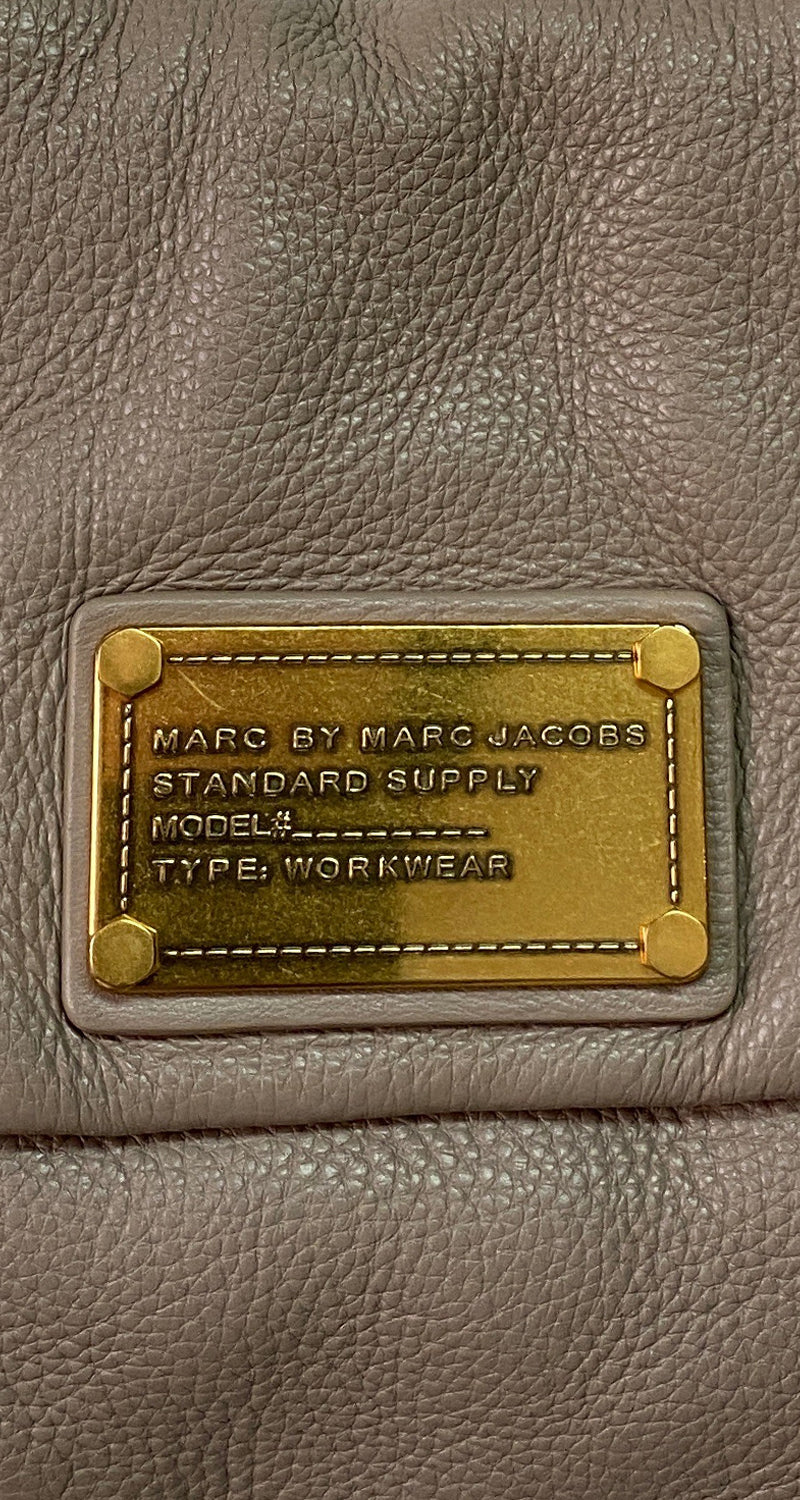 MARC BY MARC JACOBS
STANDARD SUPPLY
MODEL#_________
TYPE: WORKWEAR